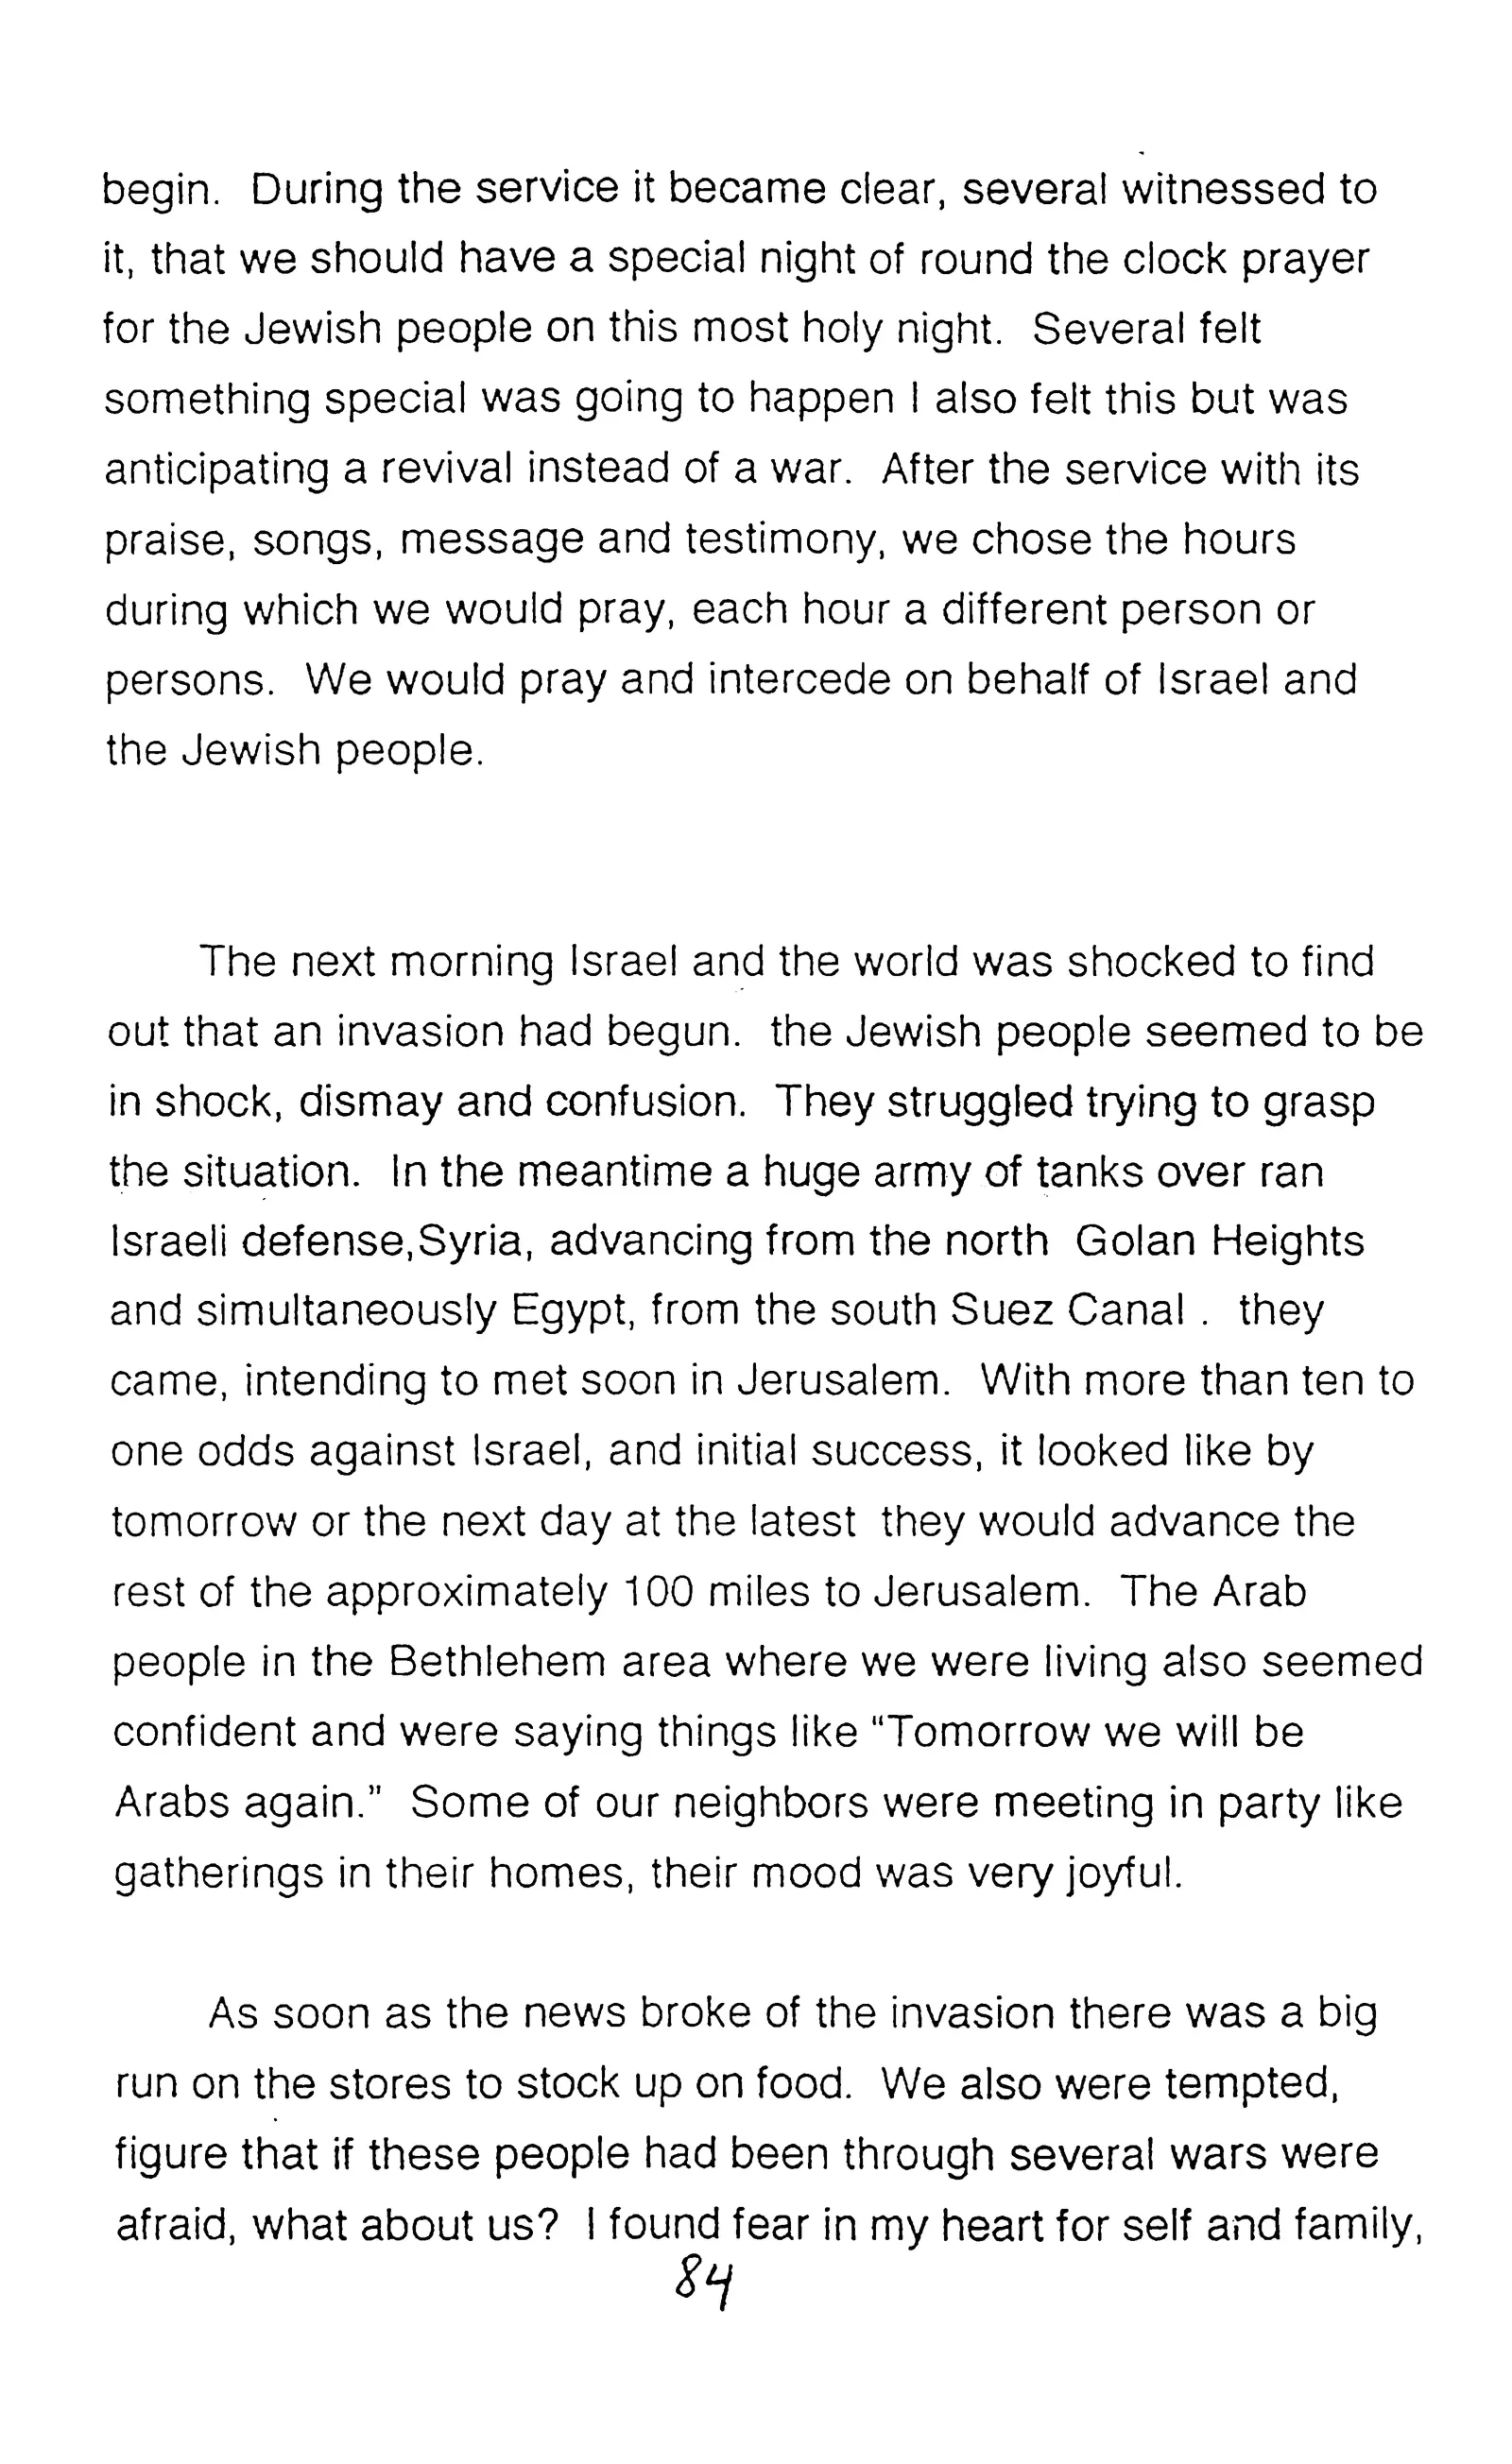 begin.  During the service it became clear, several witnessed to
it, that we should have a special night of round the clock prayer
for the Jewish people on this most holy night.  Several felt
something special was going to happen I also felt this but was
anticipating a revival instead of a war.  After the service with its
praise, songs, message and testimony, we chose the hours
during which we would pray, each hour a different person or
persons.  We would pray and intercede on behalf of Israel and
the Jewish people.
The next morning Israel and the world was shocked to find
out that an invasion had begun.  the Jewish people seemed to be
in shock, dismay and confusion.  They struggled trying to grasp
the situation.  In the meantime a huge army of tanks over ran
Israeli defense,Syria, advancing from the north  Golan Heights
and simultaneously Egypt, from the south Suez Canal .  they
came, intending to met soon in Jerusalem.  With more than ten to
one odds against Israel, and initial success, it looked like by
tomorrow or the next day at the latest  they would advance the
rest of the approximately 100 miles to Jerusalem.  The Arab
people in the Bethlehem area where we were living also seemed
confident and were saying things like “Tomorrow we will be
Arabs again.”  Some of our neighbors were meeting in party like
gatherings in their homes, their mood was very joyful.
As soon as the news broke of the invasion there was a big
run on the stores to stock up on food.  We also were tempted,
figure that if these people had been through several wars were
afraid, what about us?  I found fear in my heart for self and family,
84